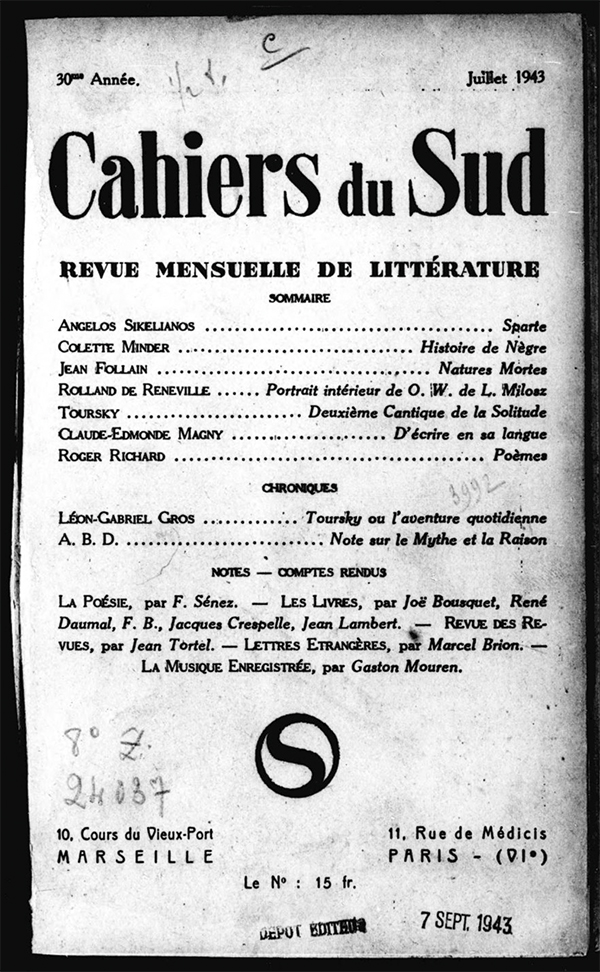 C
30me Année. Juillet 1943
1/2 t.
Cahiers du Sud
REVUE MENSUELLE DE LITTÉRATURE
SOMMAIRE
ANGELOS SIKELIANOS ........................................ Sparte
COLETTE MINDER ................................ Histoire de Nègre
JEAN FOLLAIN ..................................... Natures Mortes
ROLLAND DE RENEVILLE ...... Portrait intérieur de O. W. de L. Milosz
TOURSKY ........................ Deuxième Cantique de la Solitude
CLAUDE-EDMONDE MAGNY ..................... D'écrire en sa langue
ROGER RICHARD .......................................... Poèmes
CHRONIQUES
3992
LÉON-GABRIEL GROS ............ Toursky ou l'aventure quotidienne
A. B. D. .......................... Note sur le Mythe et la Raison
NOTES — COMPTES RENDUS
LA POÉSIE, par F. Sénez. — LES LIVRES, par Joë Bousquet, René
Daumal, F. B., Jacques Crespelle, Jean Lambert. — REVUE DES RE-
VUES, par Jean Tortel. — LETTRES ETRANGÈRES, par Marcel Brion. —
LA MUSIQUE ENREGISTRÉE, par Gaston Mouren.
S
8° Z.
24037
10, Cours du Vieux-Port 11, Rue de Médicis
MARSEILLE PARIS - (VIe)
Le No : 15 fr.
DEPOT EDITEUR 7 SEPT. 1943